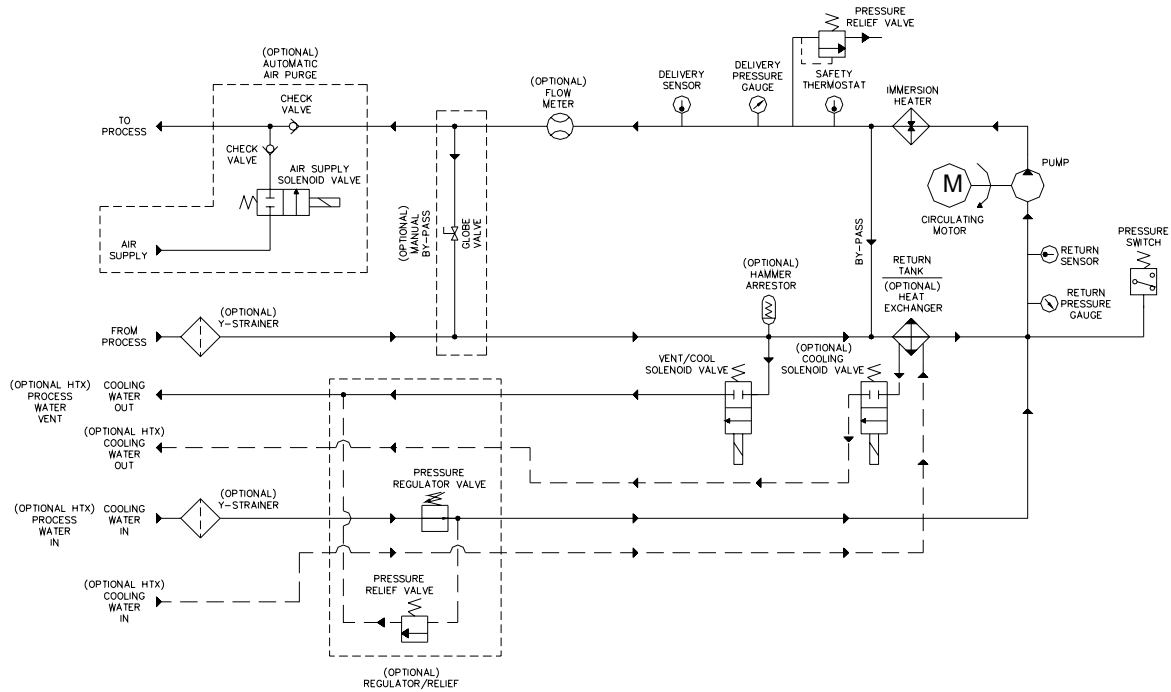 PRESSURE
RELIEF VALVE
(OPTIONAL)
AUTOMATIC
AIR PURGE
CHECK
VALVE
TO
PROCESS
CHECK
VALVE
AIR SUPPLY
SOLENOID VALVE
AIR
SUPPLY
(OPTIONAL)
FLOW
METER
DELIVERY
SENSOR
DELIVERY
PRESSURE
GAUGE
SAFETY
THERMOSTAT
IMMERSION
HEATER
PUMP
M
CIRCULATING
MOTOR
(OPTIONAL)
MANUAL
BY-PASS
GLOBE
VALVE
BY-PASS
RETURN
SENSOR
PRESSURE
SWITCH
RETURN
PRESSURE
GAUGE
(OPTIONAL)
HAMMER
ARRESTOR
RETURN
TANK
(OPTIONAL)
HEAT
EXCHANGER
FROM
PROCESS
(OPTIONAL)
Y-STRAINER
VENT/COOL
SOLENOID VALVE
(OPTIONAL)
COOLING
SOLENOID VALVE
(OPTIONAL HTX)
PROCESS
WATER
VENT
COOLING
WATER
OUT
(OPTIONAL HTX)
COOLING
WATER
OUT
PRESSURE
REGULATOR VALVE
(OPTIONAL HTX)
PROCESS
WATER
IN
COOLING
WATER
IN
(OPTIONAL)
Y-STRAINER
(OPTIONAL HTX)
COOLING
WATER
IN
PRESSURE
RELIEF VALVE
(OPTIONAL)
REGULATOR/RELIEF